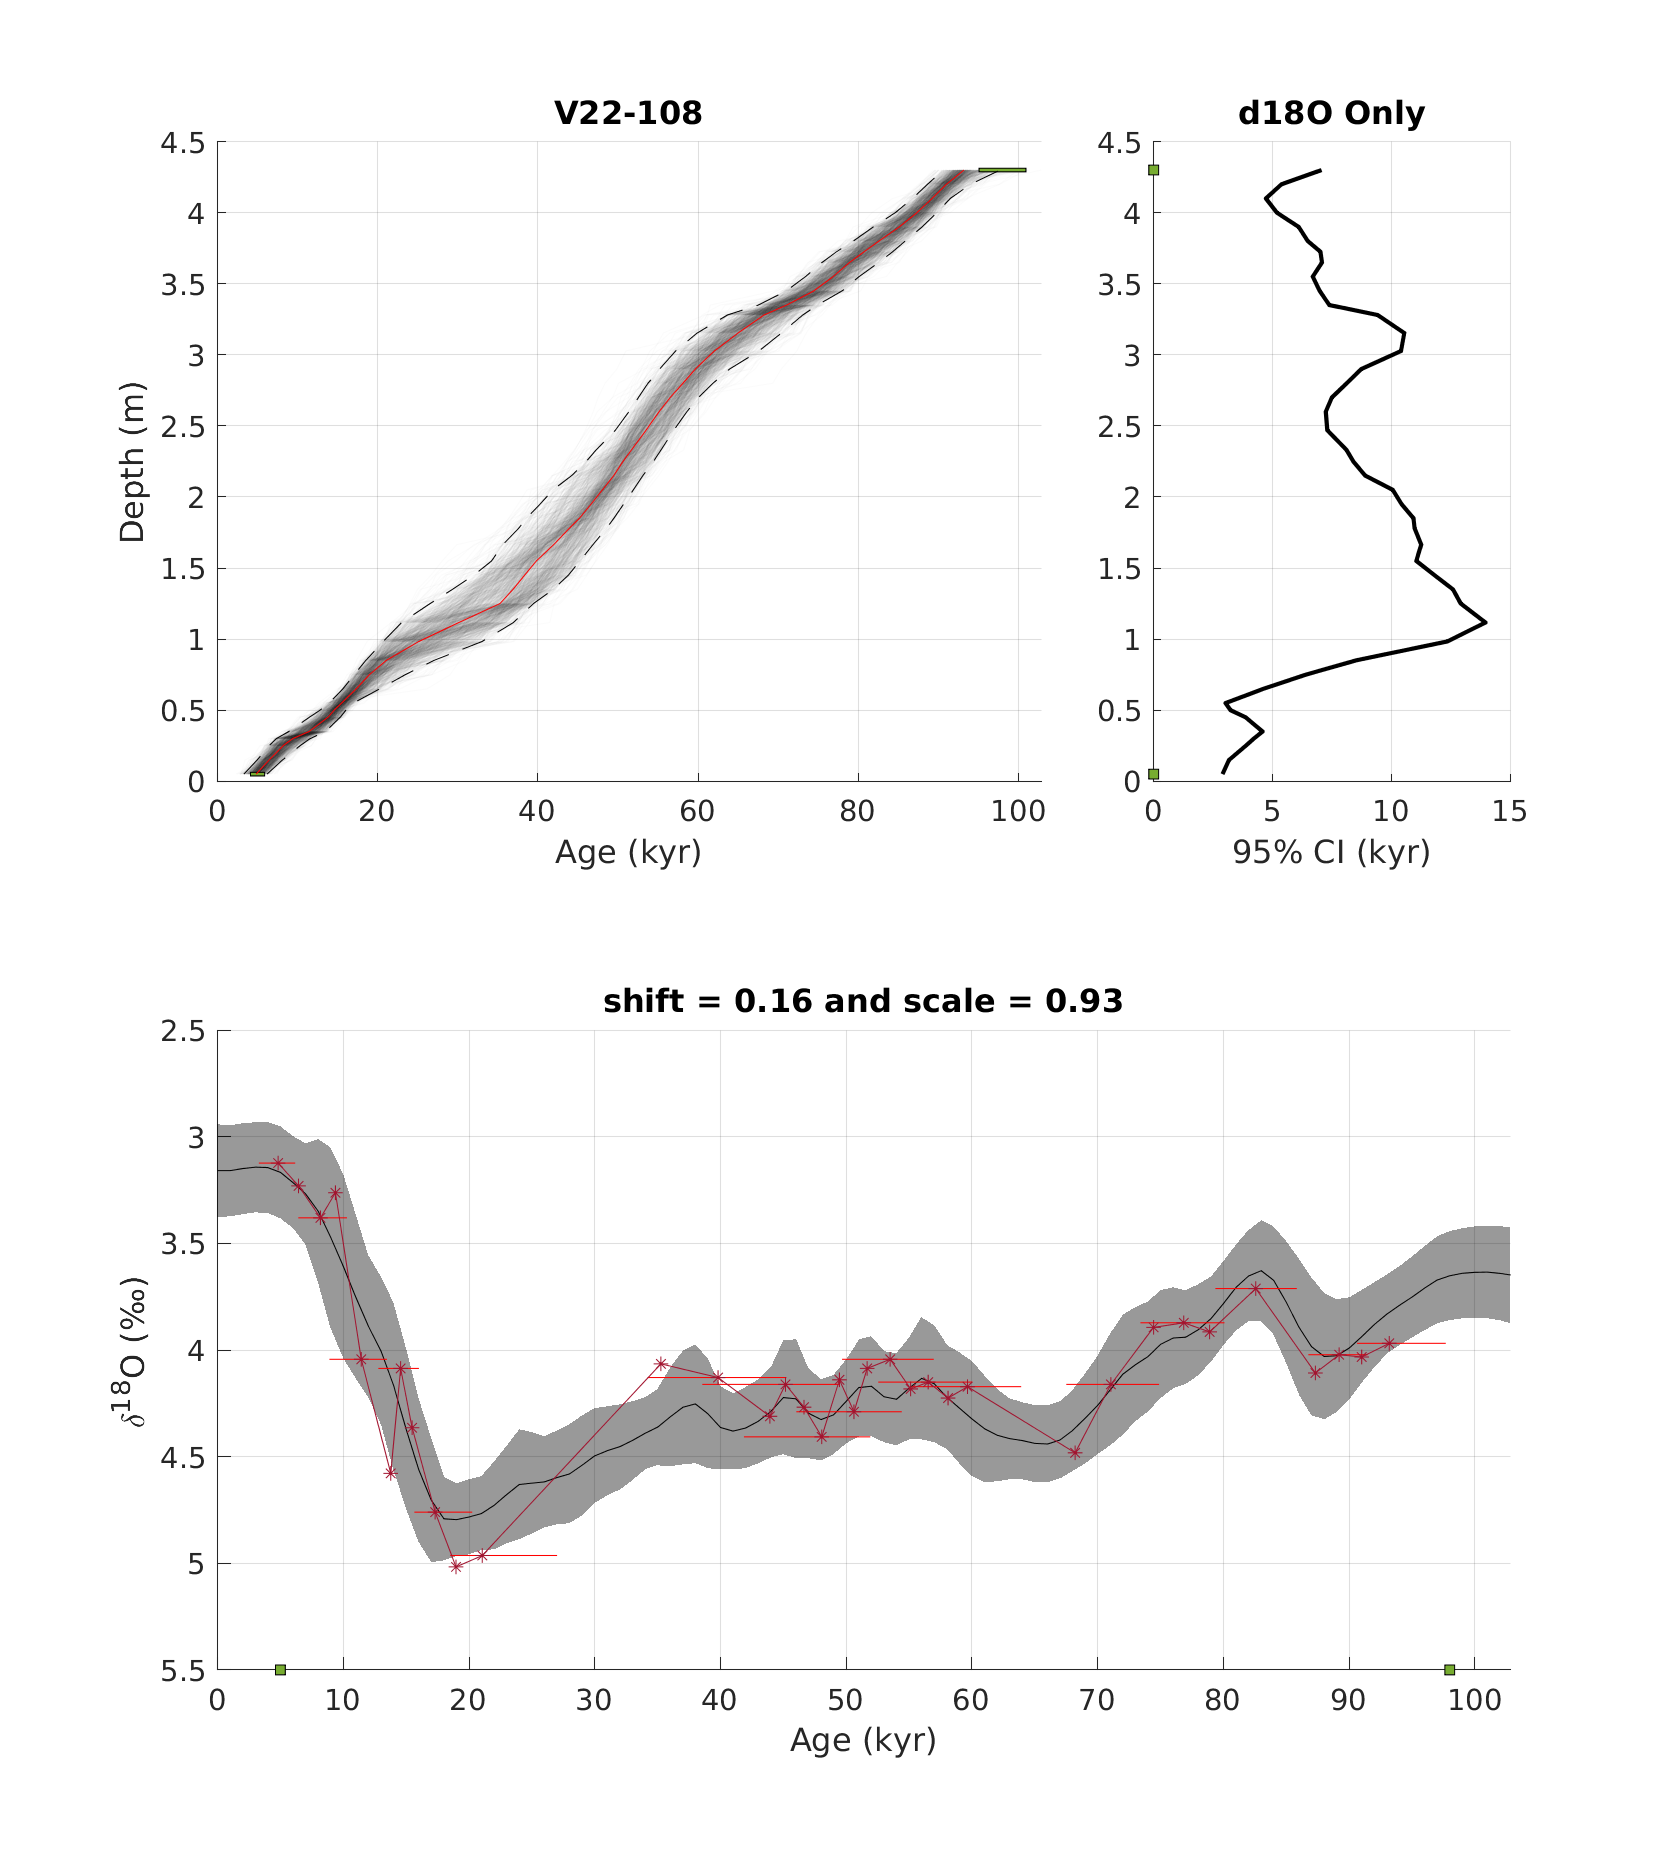 V22-108
d18O Only
4.5
4
3.5
3
2.5
2
1.5
1
0.5
0
Depth (m)
0 20 40 60 80 100
Age (kyr)
4.5
4
3.5
3
2.5
2
1.5
1
0.5
0
0 5 10 15
95% CI (kyr)
shift = 0.16 and scale = 0.93
2.5
3
3.5
4
4.5
5
5.5
δ18O (‰)
0 10 20 30 40 50 60 70 80 90 100
Age (kyr)